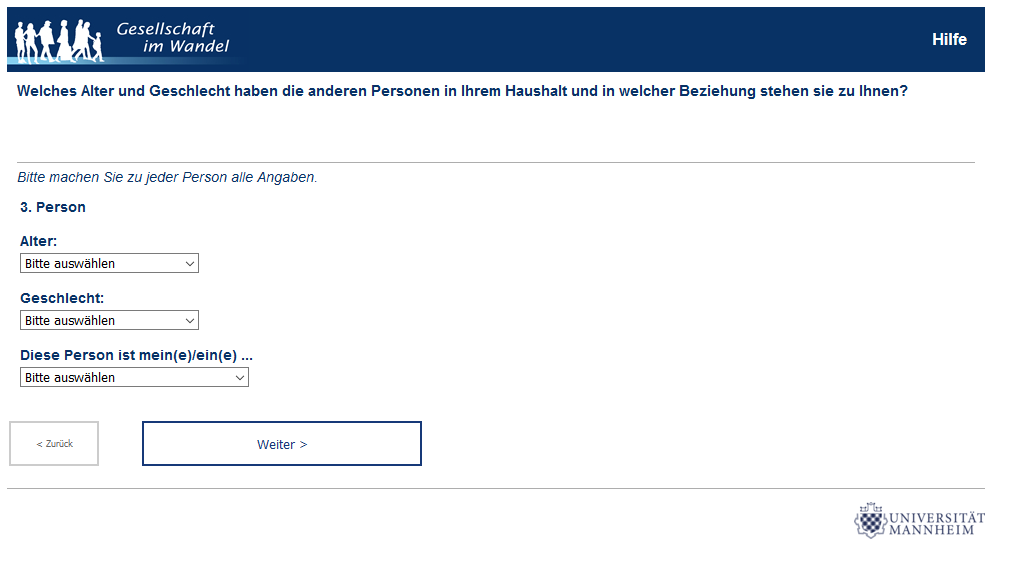 Gesellschaft
im Wandel
Hilfe
Welches Alter und Geschlecht haben die anderen Personen in Ihrem Haushalt und in welcher Beziehung stehen sie zu Ihnen?
Bitte machen Sie zu jeder Person alle Angaben.
3. Person
Alter:
Bitte auswählen
Geschlecht:
Bitte auswählen
Diese Person ist mein(e)/ein(e) ...
Bitte auswählen
< Zurück
Weiter >
UNIVERSITÄT
MANNHEIM